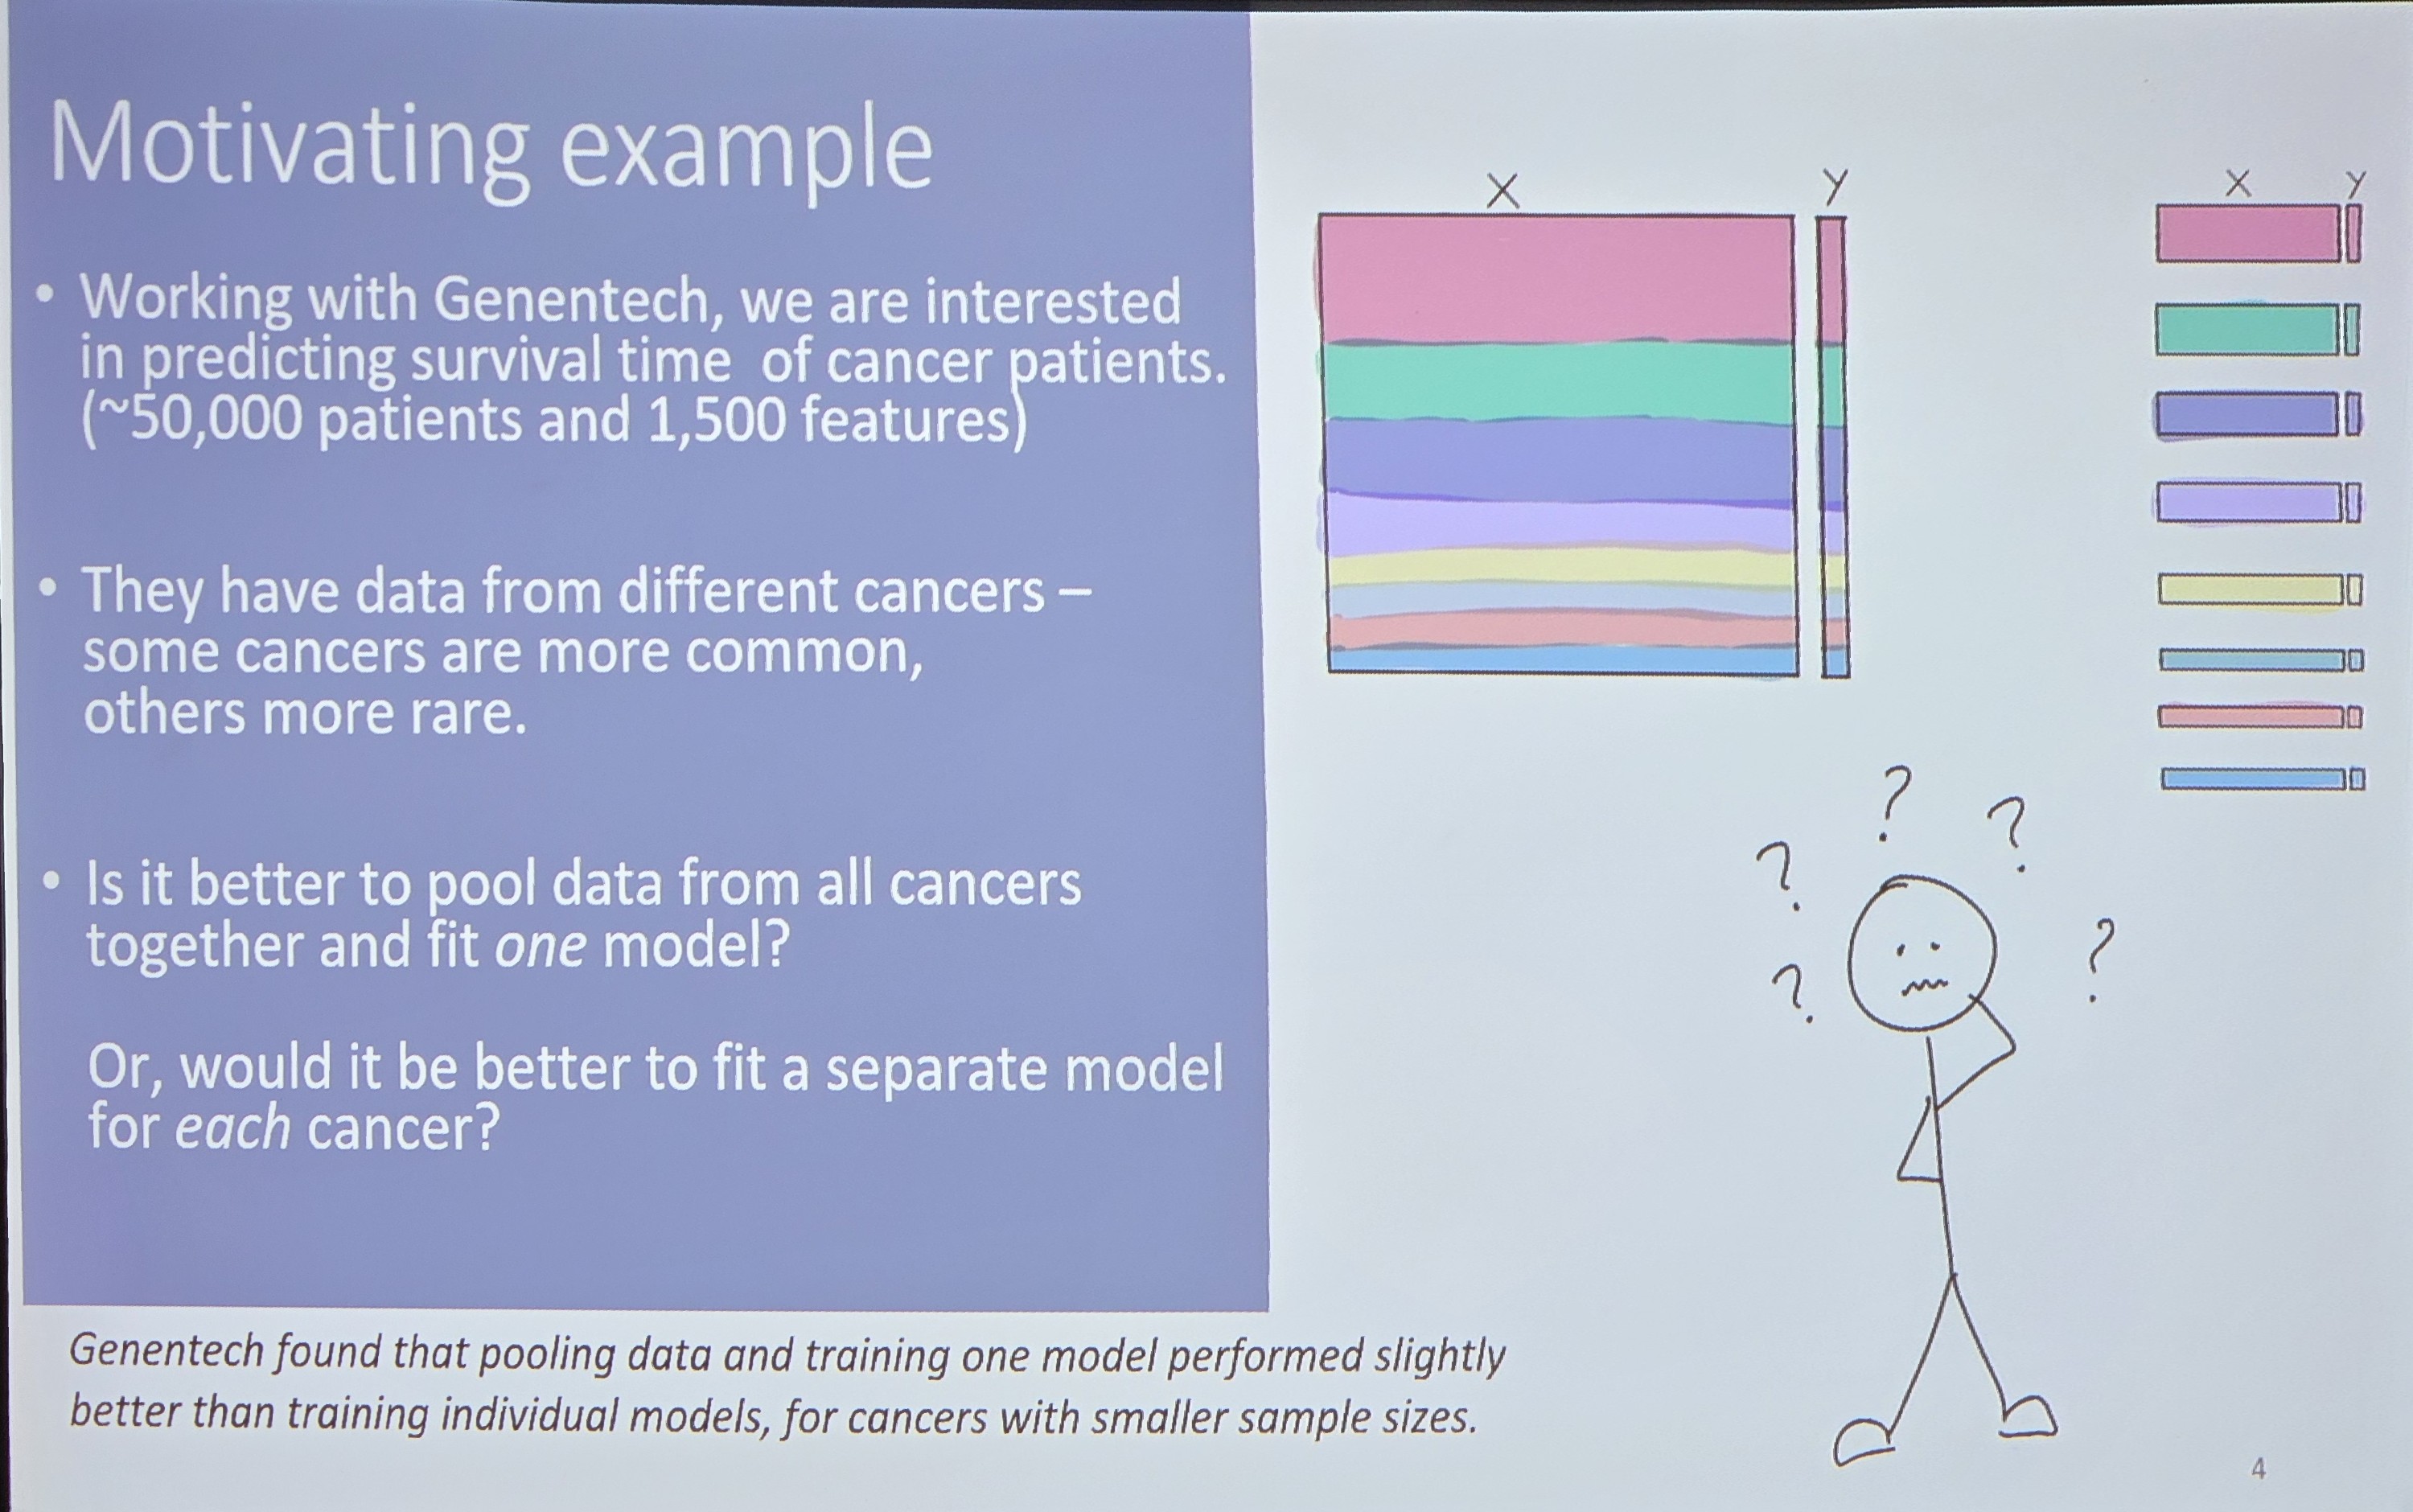 Motivating example
• Working with Genentech, we are interested
in predicting survival time of cancer patients.
(~50,000 patients and 1,500 features)
• They have data from different cancers –
some cancers are more common,
others more rare.
• Is it better to pool data from all cancers
together and fit one model?
Or, would it be better to fit a separate model
for each cancer?
Genentech found that pooling data and training one model performed slightly
better than training individual models, for cancers with smaller sample sizes.
X Y
X Y
? ? ?
? ?
4